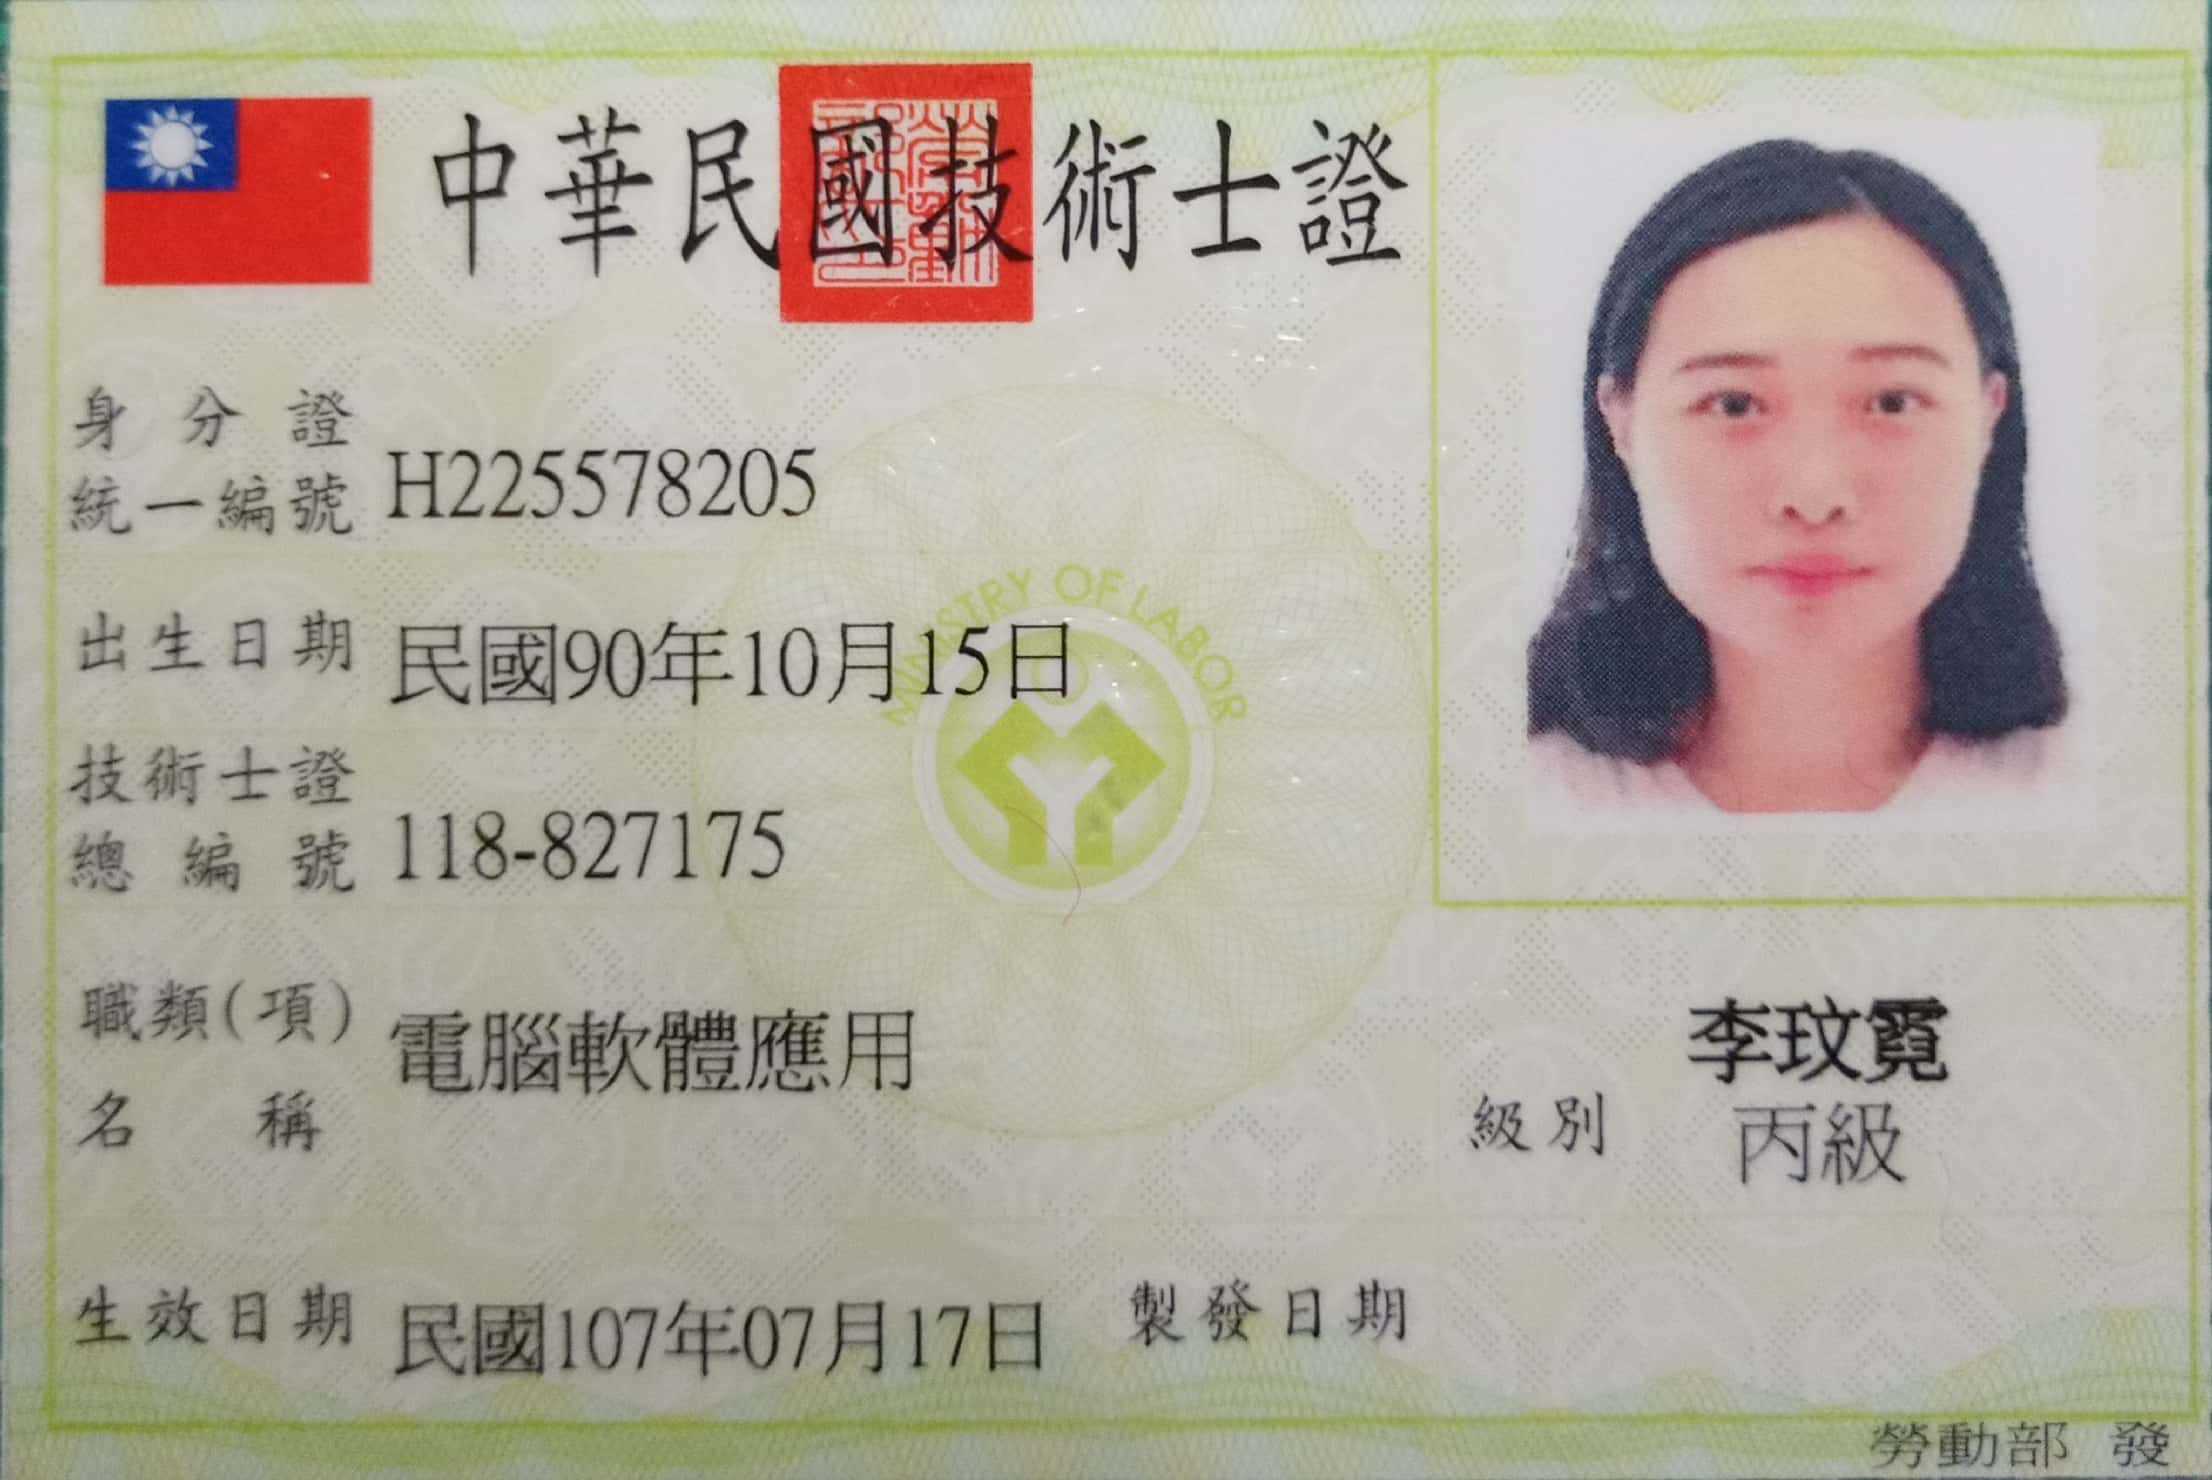 中華民國技術士證
身分證
統一編號 H225578205
出生日期 民國90年10月15日
MINISTRY OF LABOR
技術士證
總編號 118-827175
職類(項)
名稱 電腦軟體應用
李玟霓
級別 丙級
生效日期 民國107年07月17日 製發日期
勞動部 發